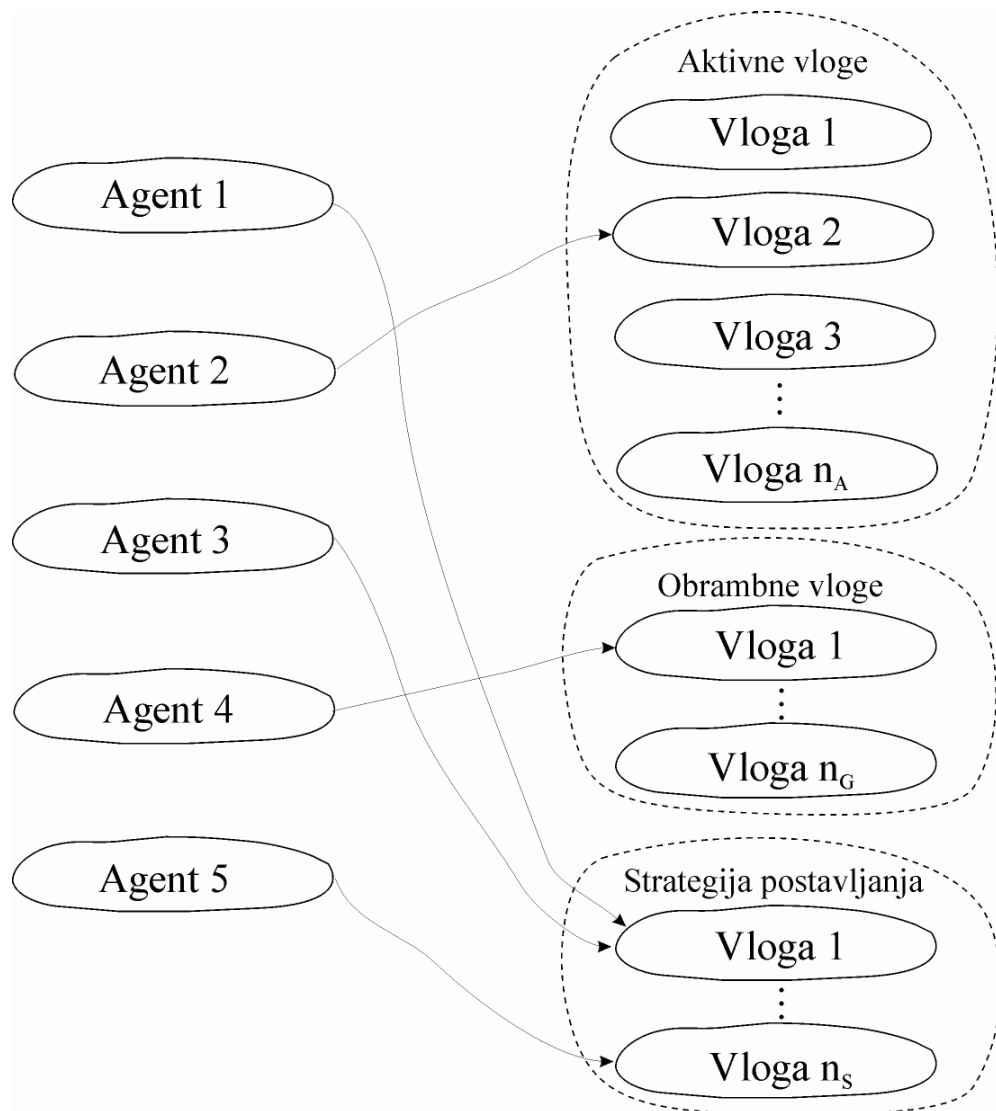 Agent 1
Agent 2
Agent 3
Agent 4
Agent 5
Aktivne vloge
Vloga 1
Vloga 2
Vloga 3
Vloga n_A
Obrambne vloge
Vloga 1
Vloga n_G
Strategija postavljanja
Vloga 1
Vloga n_S